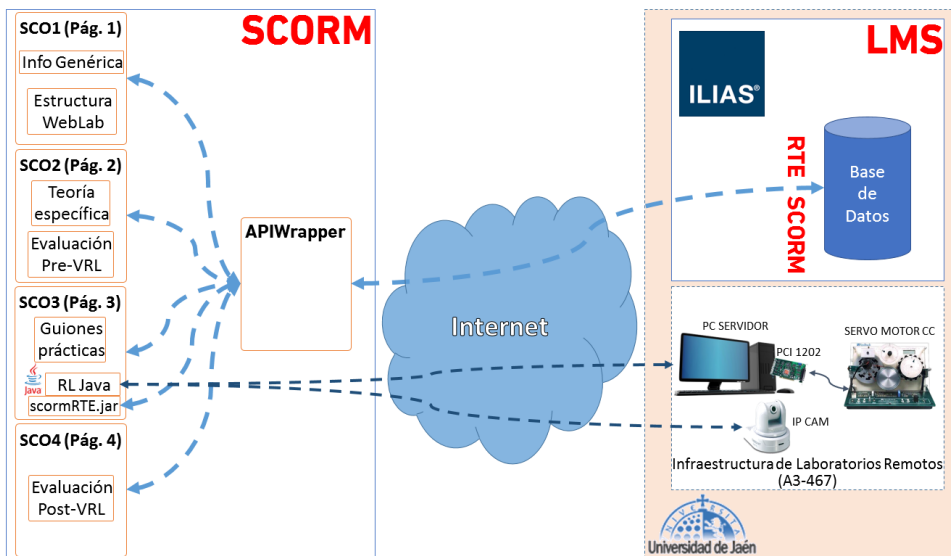 SCORM
SCO1 (Pág. 1)
Info Genérica
Estructura
WebLab
SCO2 (Pág. 2)
Teoría
específica
Evaluación
Pre-VRL
SCO3 (Pág. 3)
Guiones
prácticas
Java
RL Java
scormRTE.jar
SCO4 (Pág. 4)
Evaluación
Post-VRL
APIWrapper
Internet
LMS
ILIAS®
RTE SCORM
Base
de
Datos
PC SERVIDOR
PCI 1202
SERVO MOTOR CC
IP CAM
Infraestructura de Laboratorios Remotos
(A3-467)
Universidad de Jaén